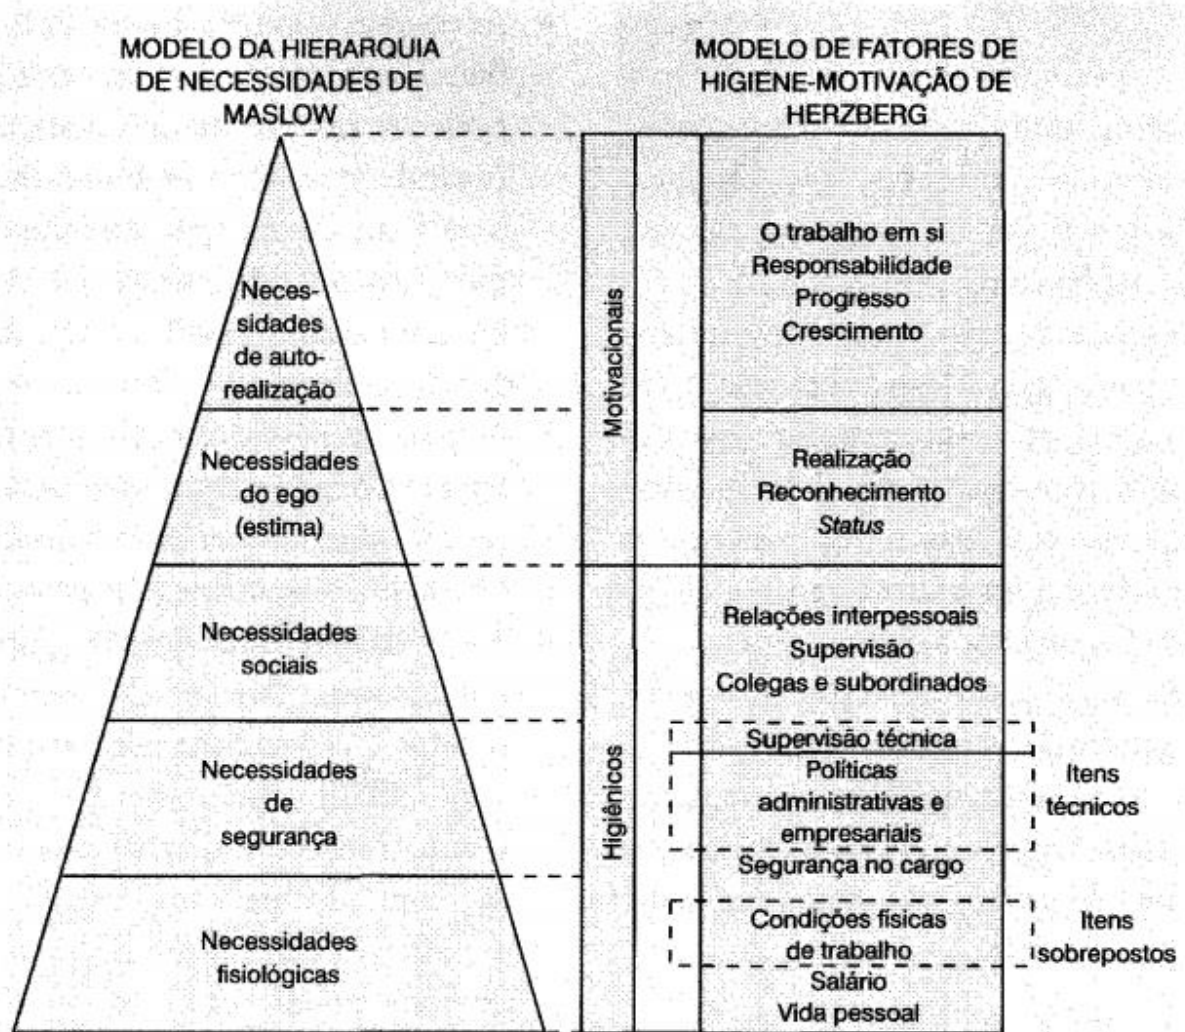 MODELO DA HIERARQUIA
DE NECESSIDADES DE
MASLOW
Neces-
sidades
de auto-
realização
Necessidades
do ego
(estima)
Necessidades
sociais
Necessidades
de
segurança
Necessidades
fisiológicas
MODELO DE FATORES DE
HIGIENE-MOTIVAÇÃO DE
HERZBERG
Motivacionais
Higiênicos
O trabalho em si
Responsabilidade
Progresso
Crescimento
Realização
Reconhecimento
Status
Relações interpessoais
Supervisão
Colegas e subordinados
Supervisão técnica
Políticas
administrativas e
empresariais
Segurança no cargo
Condições físicas
de trabalho
Salário
Vida pessoal
Itens
técnicos
Itens
sobrepostos